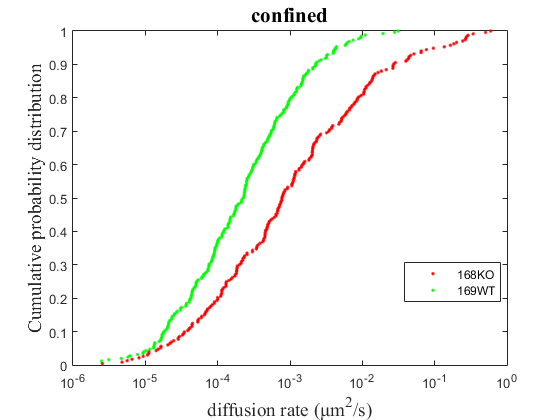 confined
Cumulative probability distribution
1
0.9
0.8
0.7
0.6
0.5
0.4
0.3
0.2
0.1
0
168KO
169WT
10⁻⁶ 10⁻⁵ 10⁻⁴ 10⁻³ 10⁻² 10⁻¹ 10⁰
diffusion rate (μm²/s)